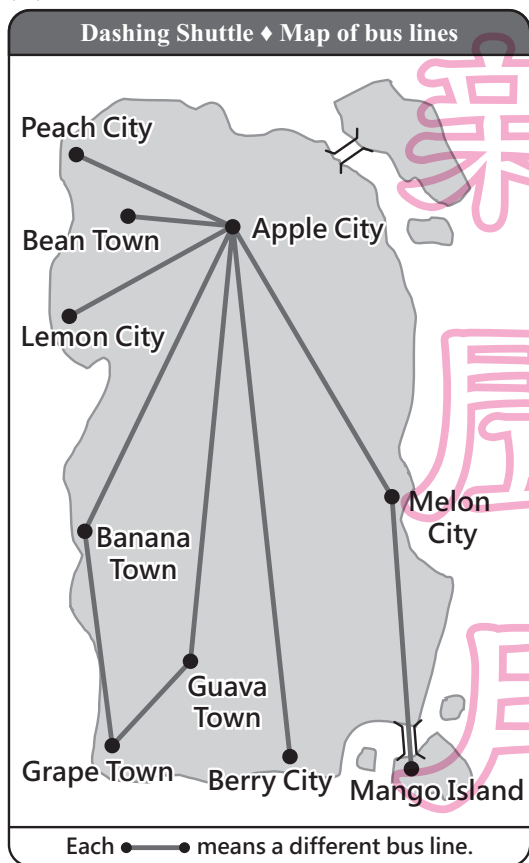 Dashing Shuttle ♦ Map of bus lines
Peach City
Apple City
Bean Town
Lemon City
Melon
City
Banana
Town
Guava
Town
Grape Town
Berry City
Mango Island
Each means a different bus line.